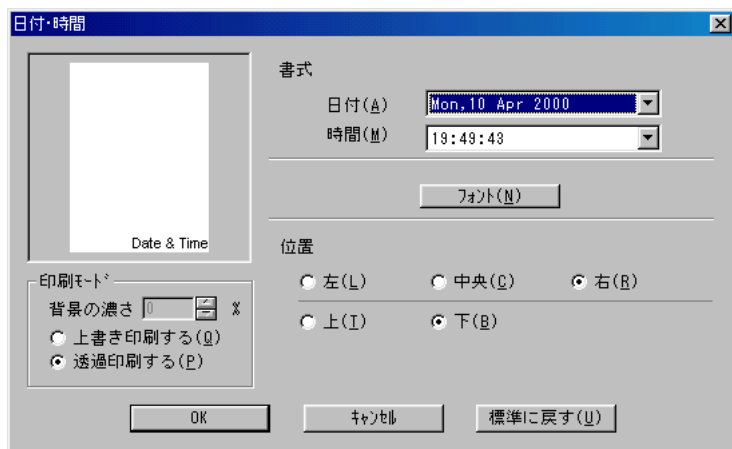 日付・時間
書式
日付(A) Mon,10 Apr 2000
時間(M) 19:49:43
フォント(N)
Date & Time
位置
左(L) 中央(C) 右(R)
上(T) 下(B)
印刷モード
背景の濃さ 0 %
上書き印刷する(Q)
透過印刷する(P)
OK キャンセル 標準に戻す(U)